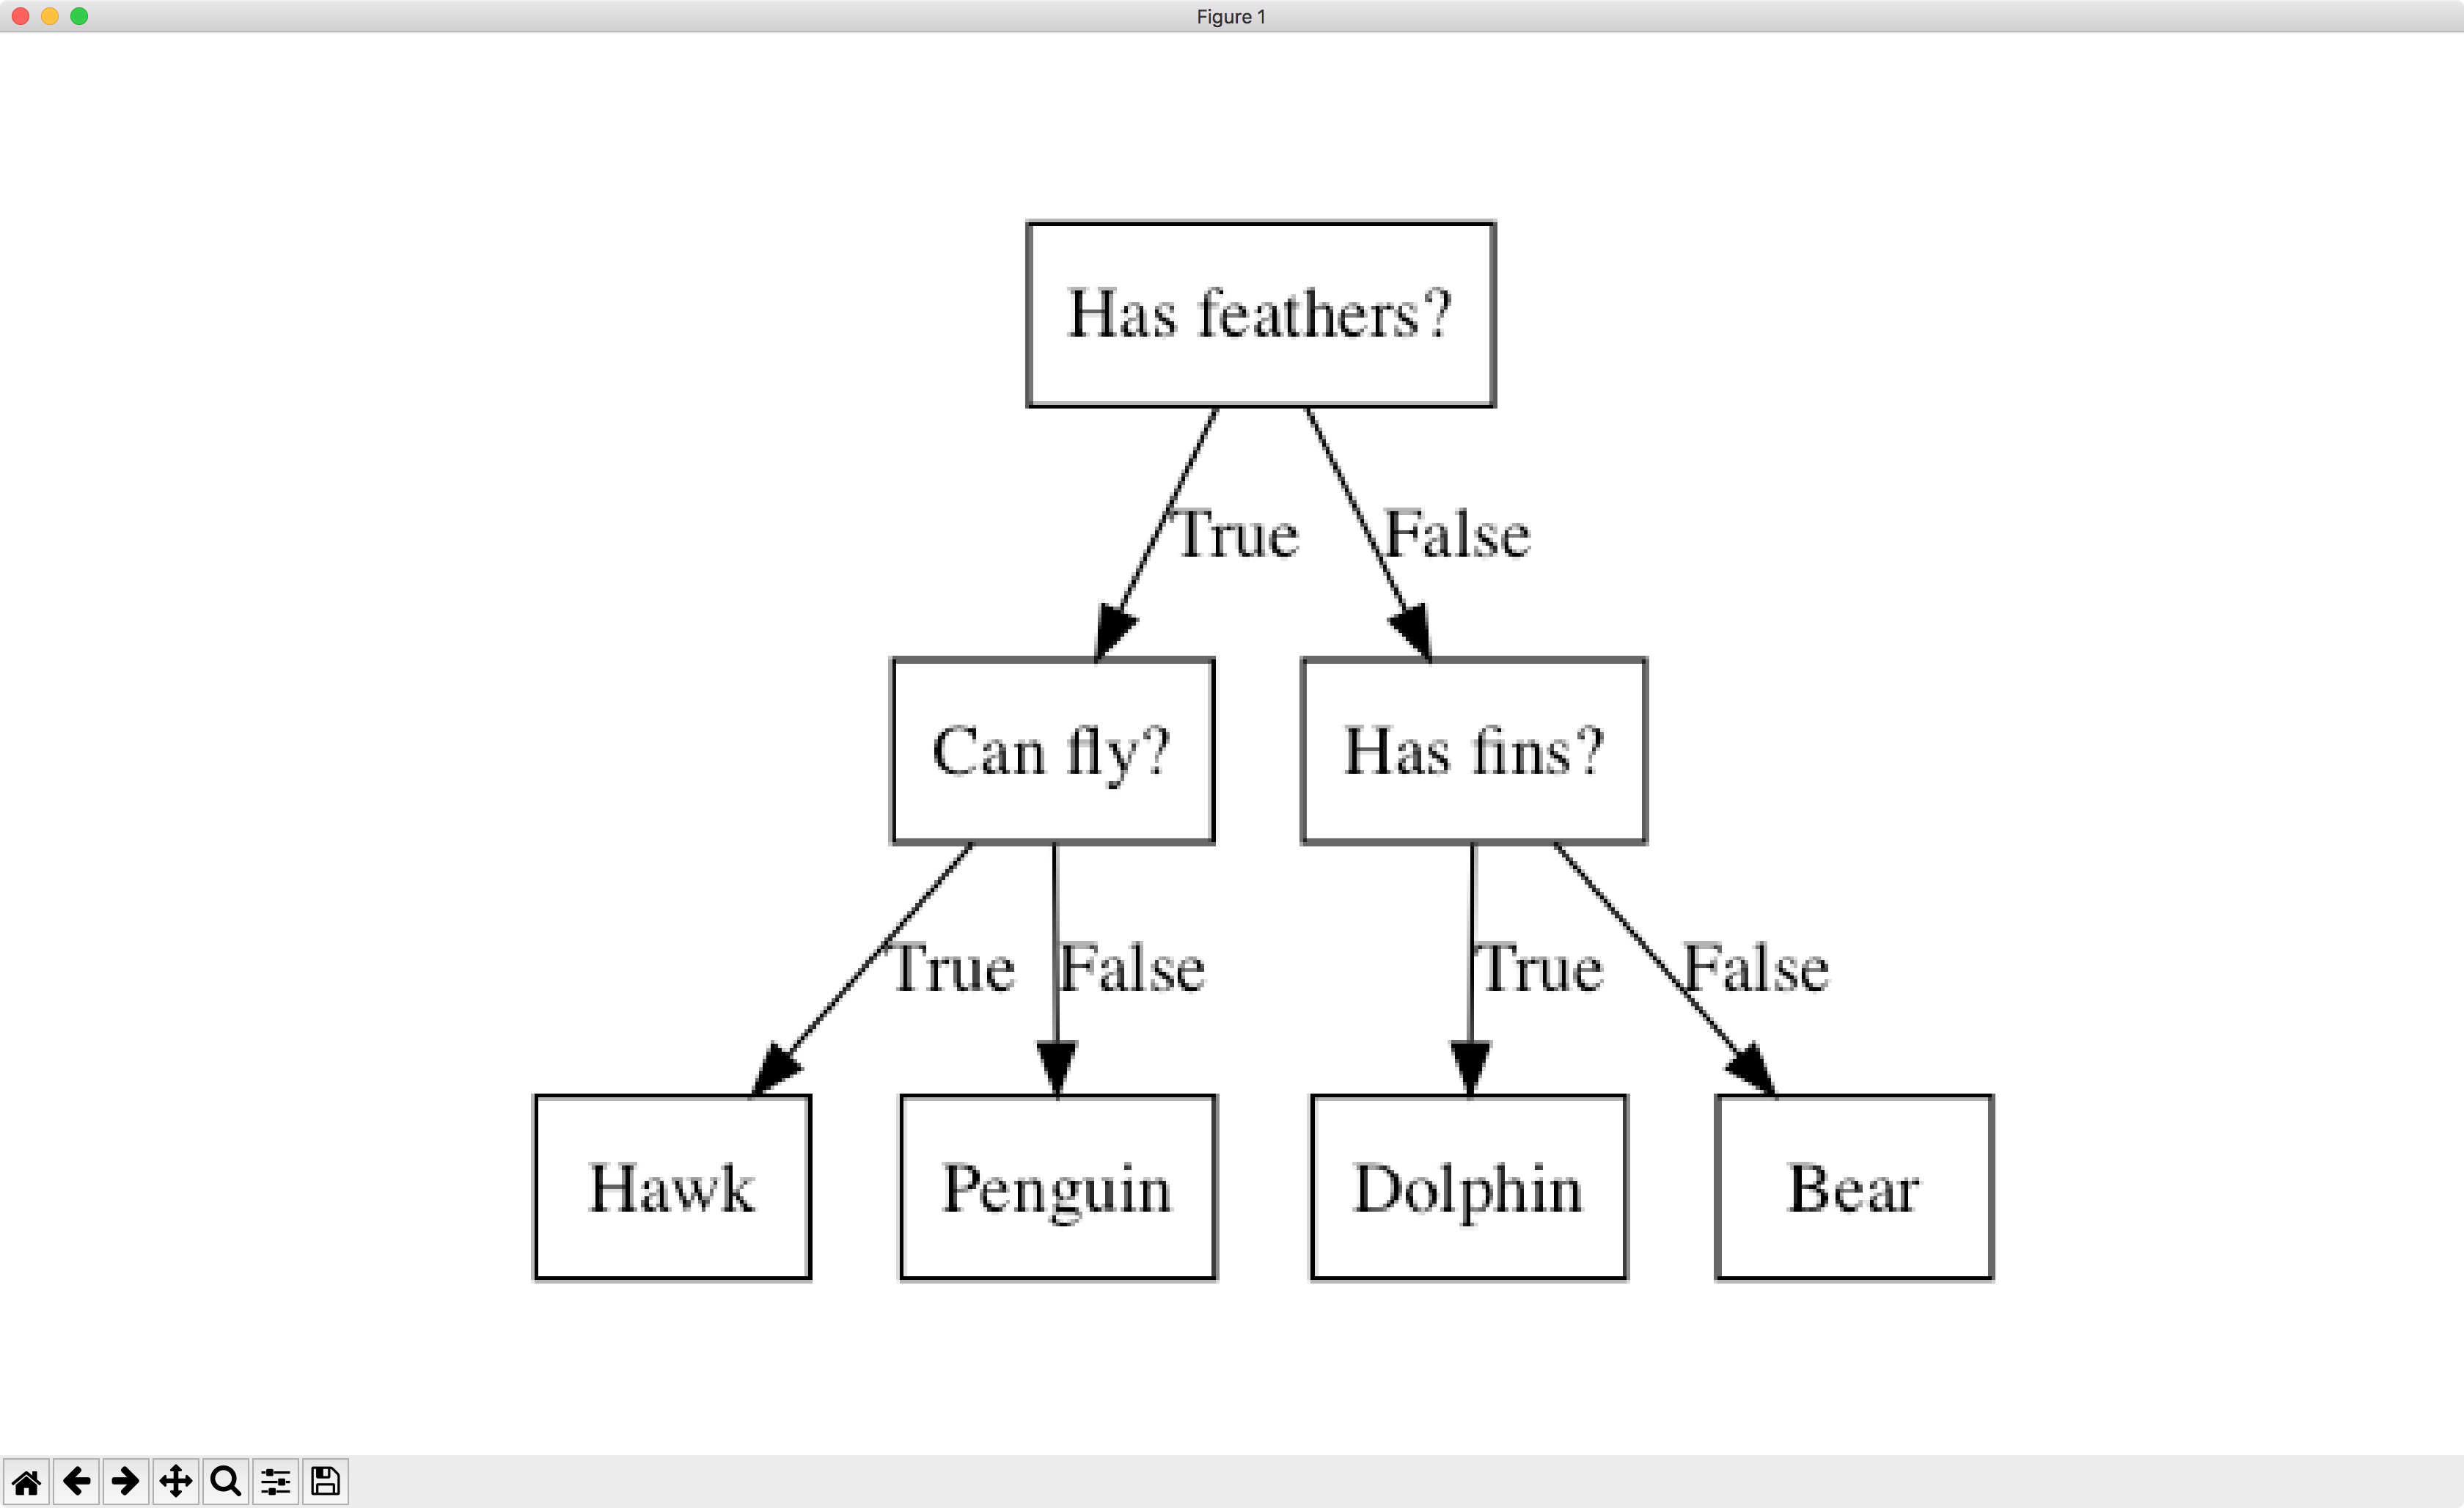 Figure 1
Has feathers?
True
False
Can fly?
Has fins?
True
False
True
False
Hawk
Penguin
Dolphin
Bear